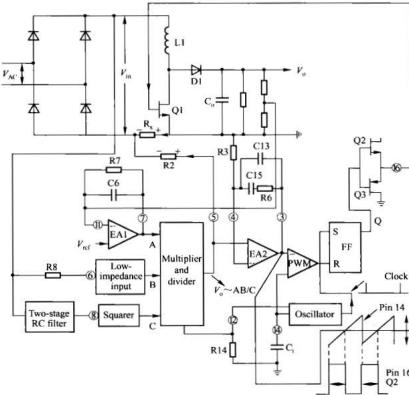 L1
V_AC
V_in
D1
V_o
C_o
Q1
R_s
R3
C13
R7
R2
C6
C15
R6
Q2
⑯
Q3
⑪
⑦
⑤
④
③
Q
EA1
A
V_ref
Multiplier and divider
EA2
PWM
S
FF
R
R8
⑥
Low-impedance input
B
V_o~AB/C
Clock
Two-stage RC filter
⑧
Squarer
C
⑫
⑭
Oscillator
Pin 14
R14
C_t
Pin 16
Q2